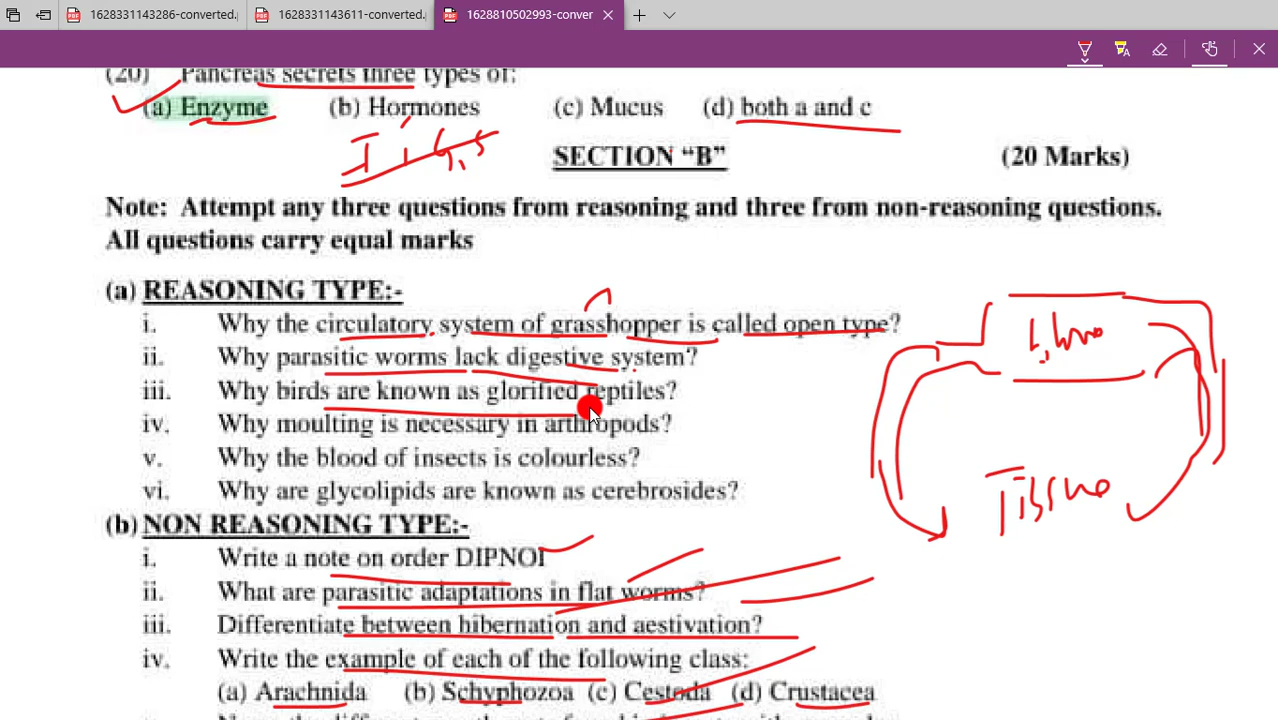 1628331143286-converted.
1628331143611-converted.
1628810502993-conver
(20) Pancreas secrets three types of:
(a) Enzyme (b) Hormones (c) Mucus (d) both a and c
SECTION "B" (20 Marks)
Note: Attempt any three questions from reasoning and three from non-reasoning questions.
All questions carry equal marks
(a) REASONING TYPE:-
i. Why the circulatory system of grasshopper is called open type?
ii. Why parasitic worms lack digestive system?
iii. Why birds are known as glorified reptiles?
iv. Why moulting is necessary in arthropods?
v. Why the blood of insects is colourless?
vi. Why are glycolipids are known as cerebrosides?
Tissue
(b) NON REASONING TYPE:-
i. Write a note on order DIPNOI
ii. What are parasitic adaptations in flat worms?
iii. Differentiate between hibernation and aestivation?
iv. Write the example of each of the following class:
(a) Arachnida (b) Schyphozoa (c) Cestoda (d) Crustacea